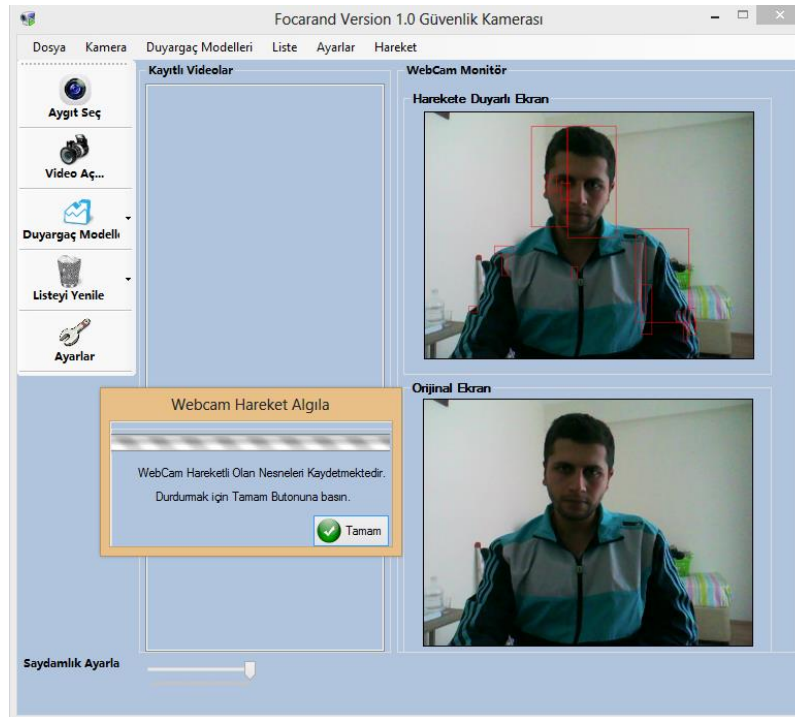 Focarand Version 1.0 Güvenlik Kamerası
Dosya Kamera Duyargaç Modelleri Liste Ayarlar Hareket
Aygıt Seç
Video Aç...
Duyargaç Modelle
Listeyi Yenile
Ayarlar
Kayıtlı Videolar
WebCam Monitör
Harekete Duyarlı Ekran
Orijinal Ekran
Webcam Hareket Algıla
WebCam Hareketli Olan Nesneleri Kaydetmektedir.
Durdurmak için Tamam Butonuna basın.
Tamam
Saydamlık Ayarla